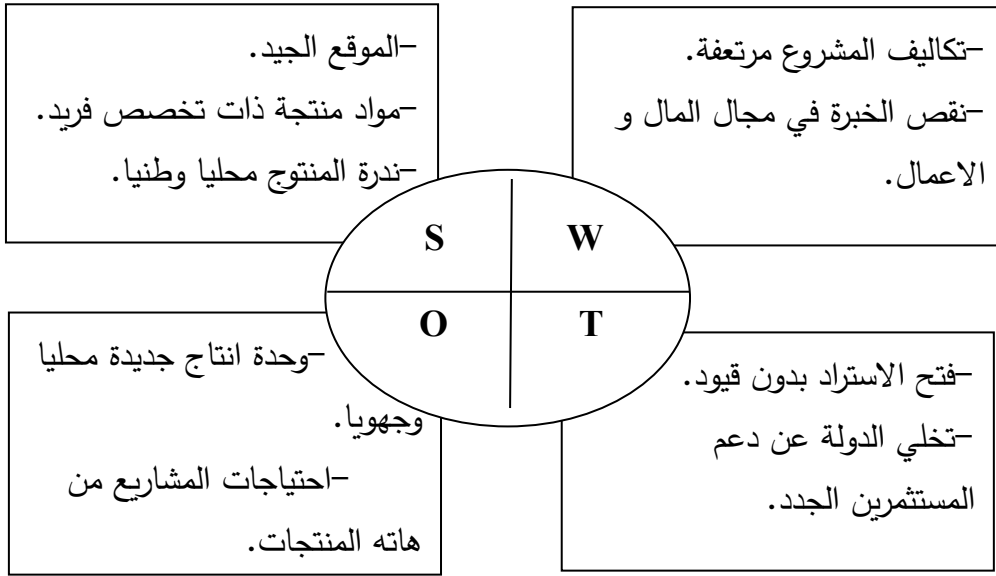 -الموقع الجيد.
-مواد منتجة ذات تخصص فريد.
-ندرة المنتوج محليا وطنيا.
-تكاليف المشروع مرتعفة.
-نقص الخبرة في مجال المال و
الاعمال.
S
W
O
T
-وحدة انتاج جديدة محليا
وجهويا.
-احتياجات المشاريع من
هاته المنتجات.
-فتح الاستراد بدون قيود.
-تخلي الدولة عن دعم
المستثمرين الجدد.